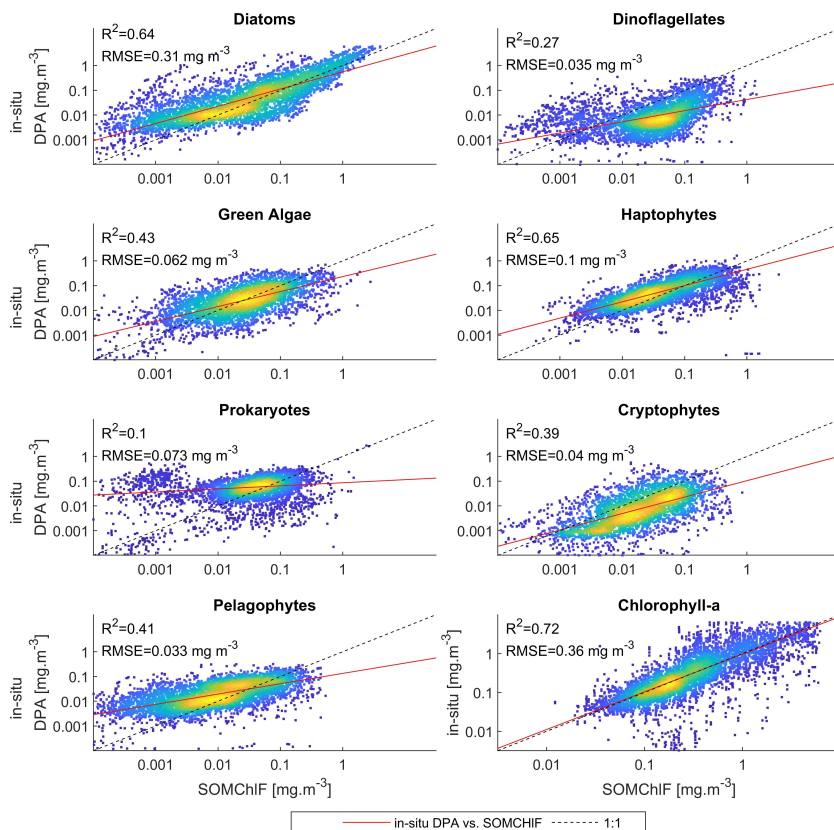 Diatoms
R²=0.64
RMSE=0.31 mg m⁻³
in-situ
DPA [mg.m⁻³]
1
0.1
0.01
0.001
0.001 0.01 0.1 1
Dinoflagellates
R²=0.27
RMSE=0.035 mg m⁻³
1
0.1
0.01
0.001
0.001 0.01 0.1 1
Green Algae
R²=0.43
RMSE=0.062 mg m⁻³
in-situ
DPA [mg.m⁻³]
1
0.1
0.01
0.001
0.001 0.01 0.1 1
Haptophytes
R²=0.65
RMSE=0.1 mg m⁻³
1
0.1
0.01
0.001
0.001 0.01 0.1 1
Prokaryotes
R²=0.1
RMSE=0.073 mg m⁻³
in-situ
DPA [mg.m⁻³]
1
0.1
0.01
0.001
0.001 0.01 0.1 1
Cryptophytes
R²=0.39
RMSE=0.04 mg m⁻³
1
0.1
0.01
0.001
0.001 0.01 0.1 1
Pelagophytes
R²=0.41
RMSE=0.033 mg m⁻³
in-situ
DPA [mg.m⁻³]
1
0.1
0.01
0.001
0.001 0.01 0.1 1
SOMChlF [mg.m⁻³]
Chlorophyll-a
R²=0.72
RMSE=0.36 mg m⁻³
in-situ [mg.m⁻³]
1
0.1
0.01
0.01 0.1 1
SOMChlF [mg.m⁻³]
in-situ DPA vs. SOMChlF 1:1